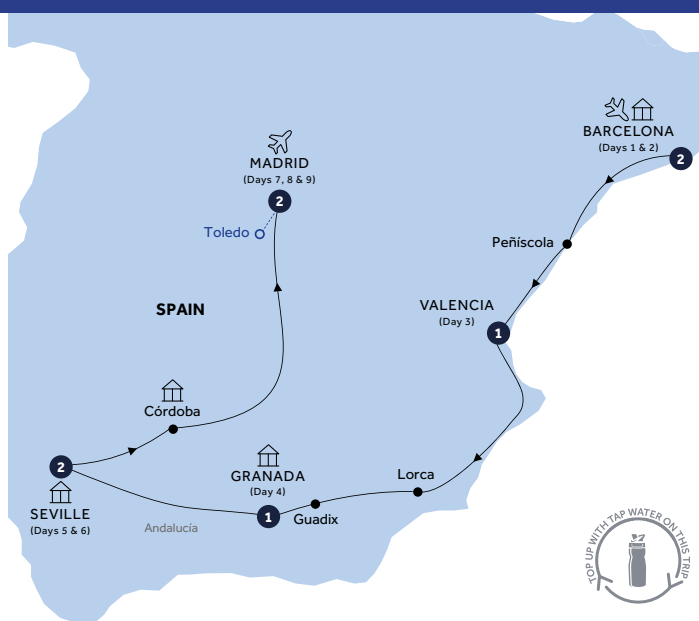 BARCELONA
(Days 1 & 2)
2
MADRID
(Days 7, 8 & 9)
2
Toledo
Peñíscola
SPAIN
VALENCIA
(Day 3)
1
Córdoba
2
SEVILLE
(Days 5 & 6)
GRANADA
(Day 4)
1
Guadix
Lorca
Andalucía
TOP UP WITH TAP WATER ON THIS TRIP